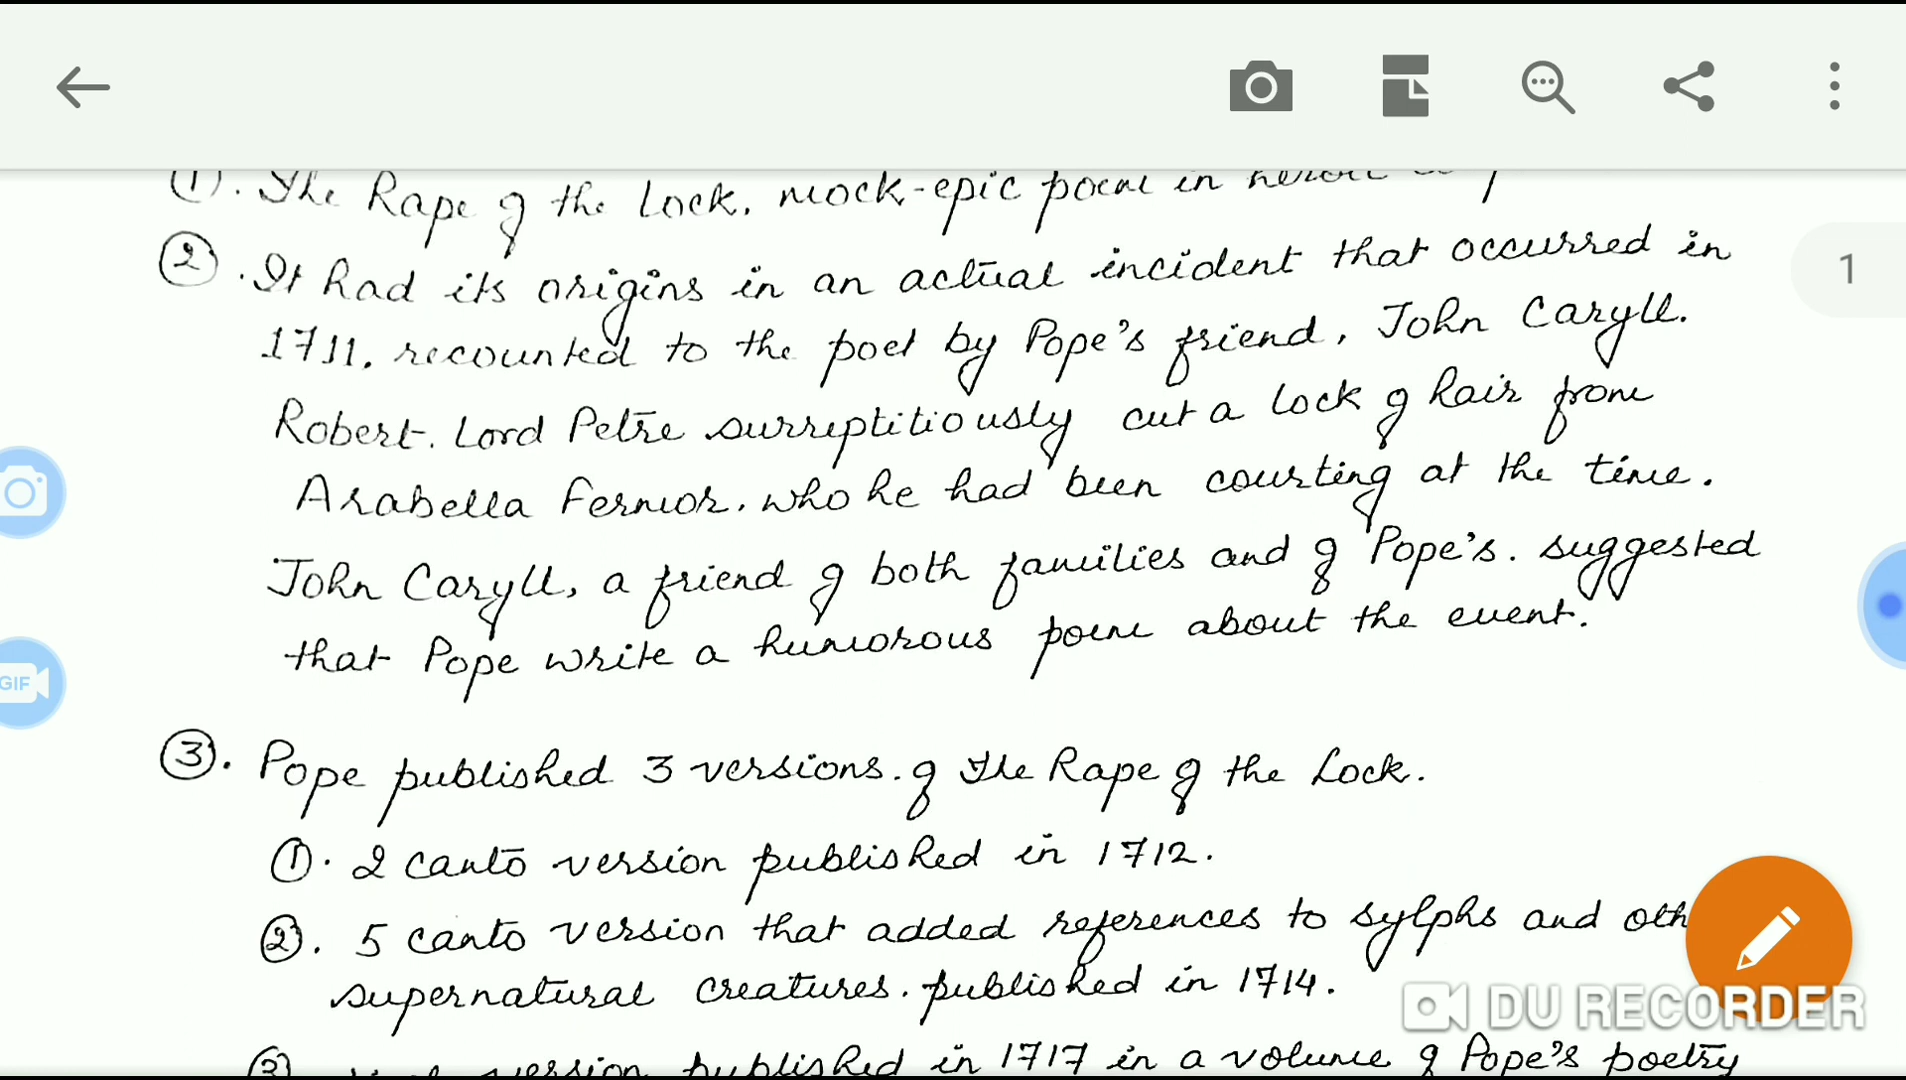 (1). The Rape of the Lock, mock-epic poem in heroic
1
(2). It had its origins in an actual incident that occurred in
1711, recounted to the poet by Pope's friend, John Caryll.
Robert, Lord Petre surreptitiously cut a lock of hair from
Arabella Fermor, who he had been courting at the time.
John Caryll, a friend of both families and of Pope's, suggested
that Pope write a humorous poem about the event.
GIF
(3). Pope published 3 versions. of The Rape of the Lock.
(1). 2 canto version published in 1712.
(2). 5 canto version that added references to sylphs and oth
supernatural creatures. published in 1714.
DU RECORDER
(3) version published in 1717 in a volume of Pope's poetry